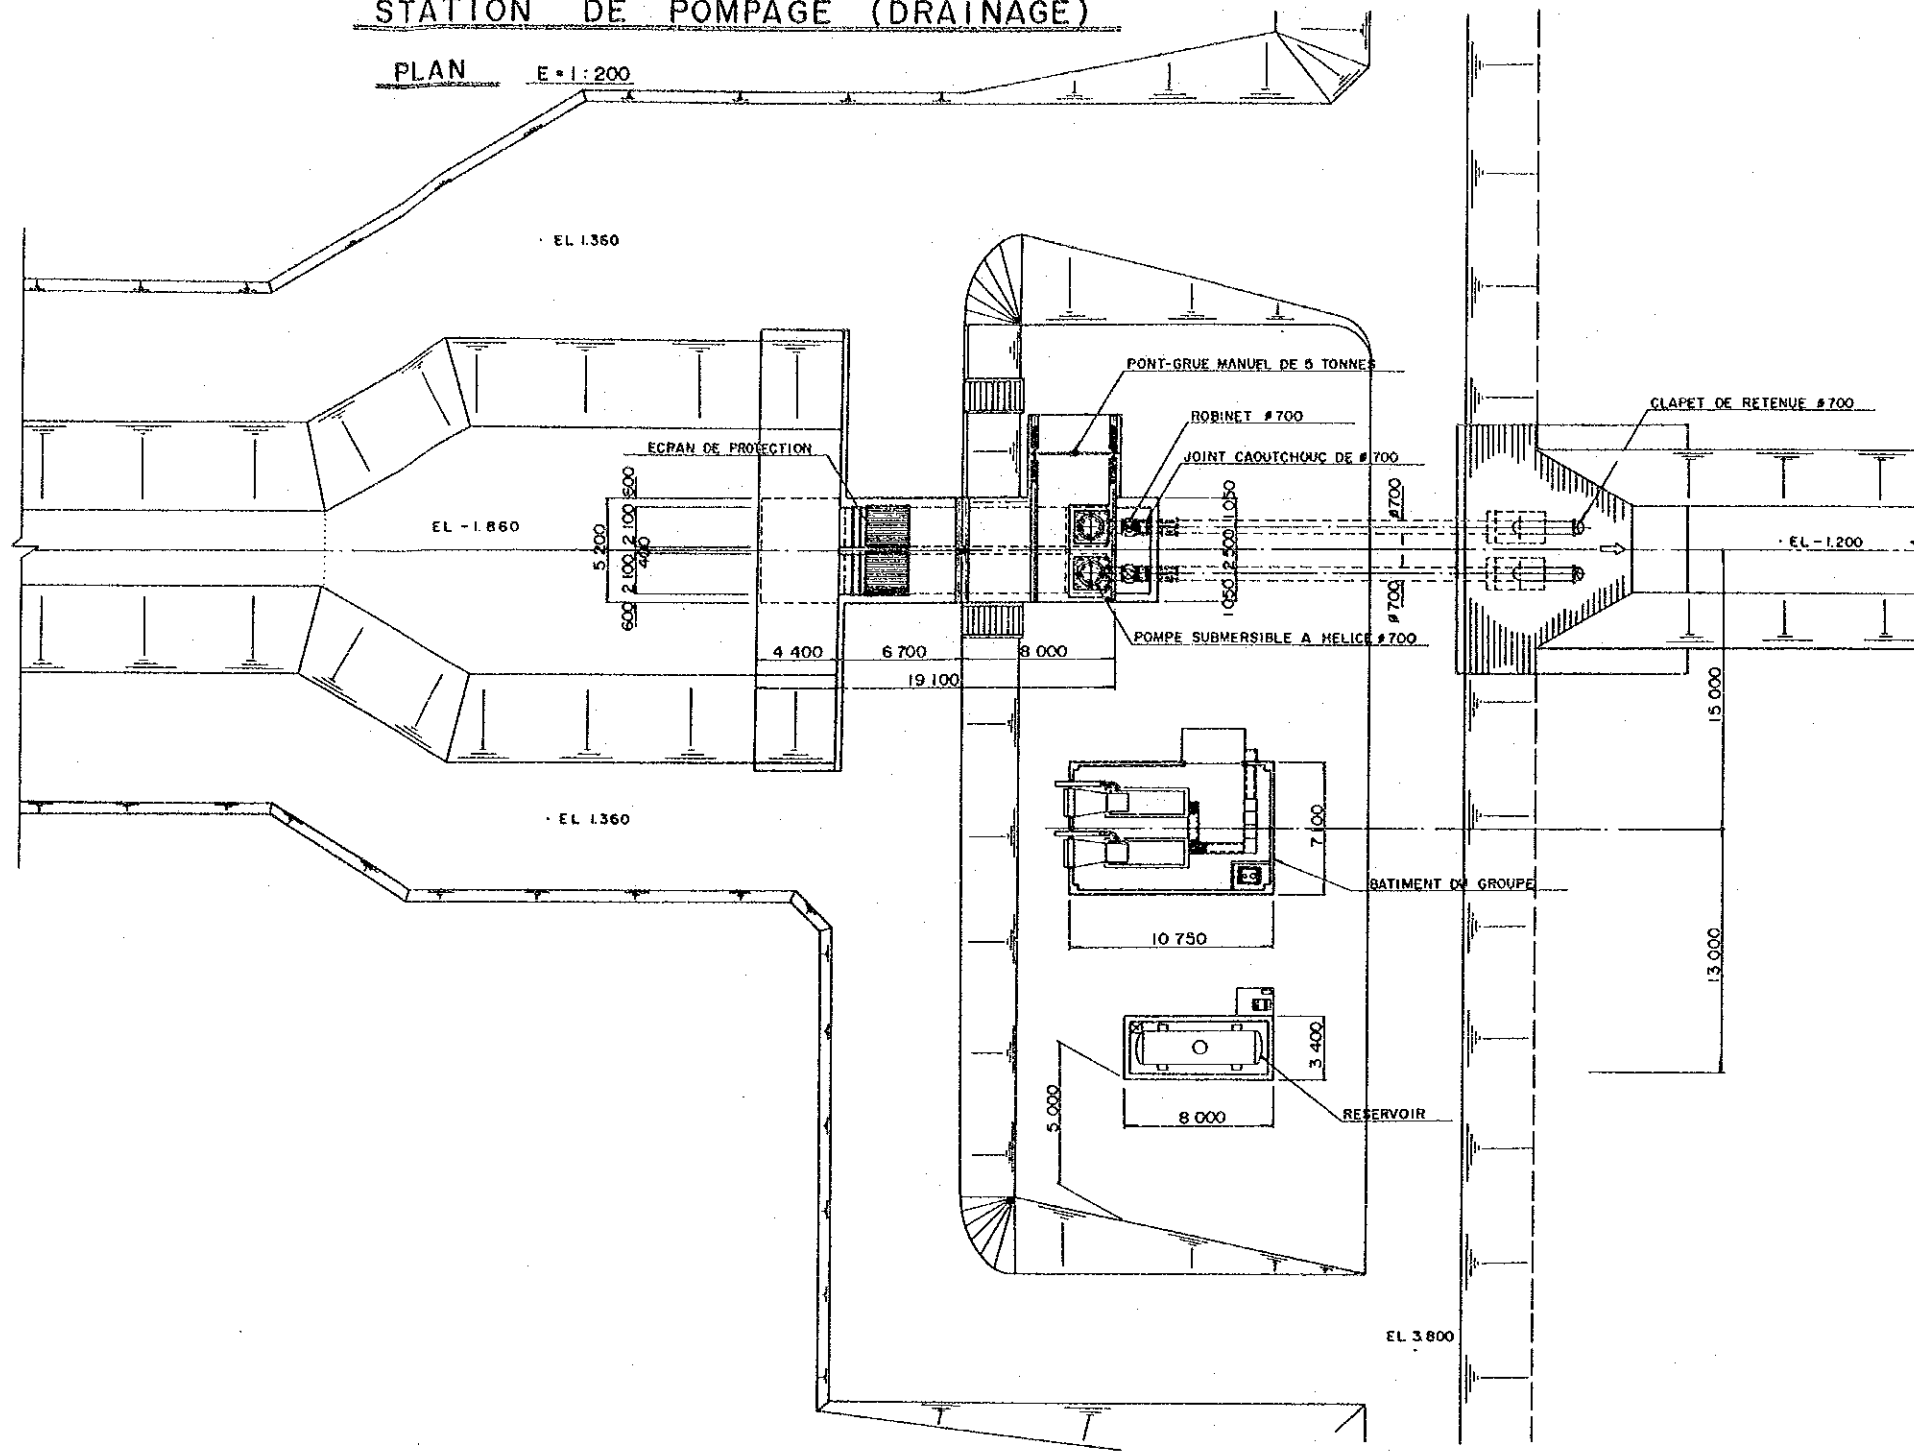 STATION DE POMPAGE (DRAINAGE)
PLAN E=1:200
EL 1.360
PONT-GRUE MANUEL DE 5 TONNES
CLAPET DE RETENUE ø700
ROBINET ø700
ECRAN DE PROTECTION
JOINT CAOUTCHOUC DE ø700
EL -1.860
5 200
600 2 100 2 100 600
400
1050 2 500 1 050
ø700
ø700
EL -1.200
POMPE SUBMERSIBLE A HELICE ø700
4 400
6 700
8 000
19 100
15 000
EL 1.360
7 100
BATIMENT DU GROUPE
10 750
13 000
3 400
5 000
8 000
RESERVOIR
EL 3.800